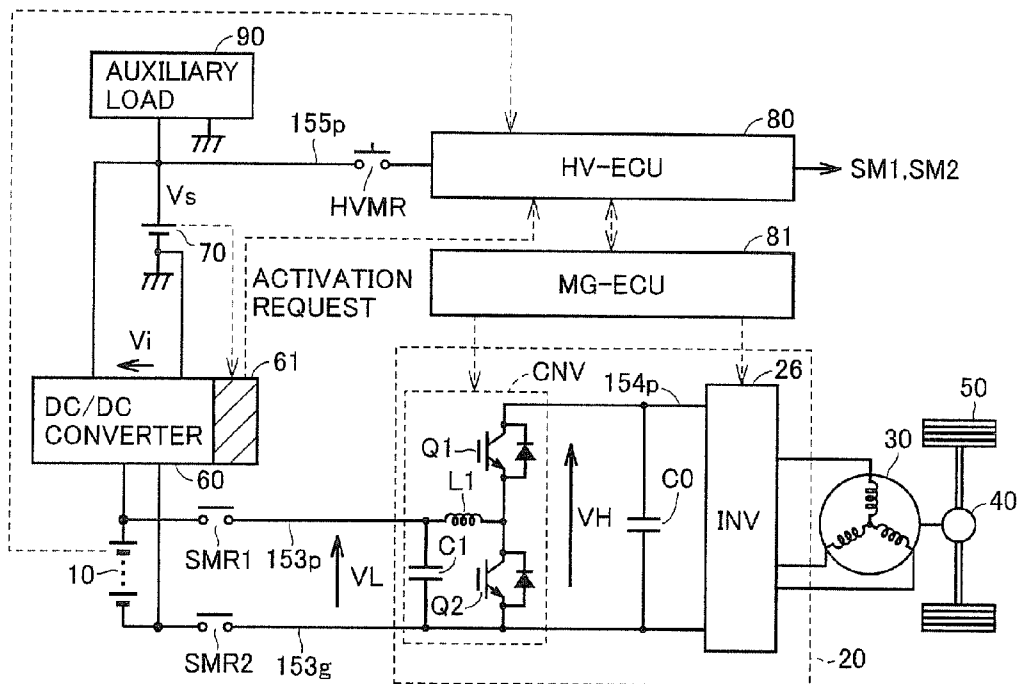 90
AUXILIARY
LOAD
155p
80
HV-ECU
SM1,SM2
HVMR
Vs
70
81
ACTIVATION
REQUEST
MG-ECU
Vi
61
CNV
154p
26
50
DC/DC
CONVERTER
Q1
30
60
L1
VH
C0
INV
40
SMR1
153p
VL
C1
10
Q2
SMR2
153g
20